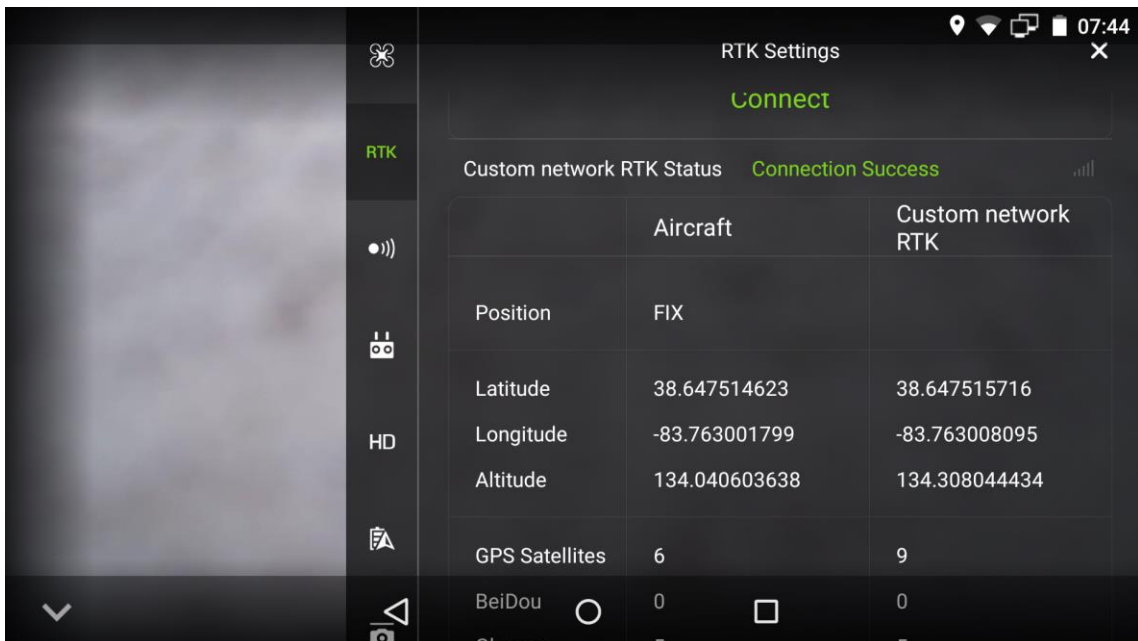 07:44
RTK Settings
Connect
RTK
Custom network RTK Status Connection Success
Aircraft Custom network
RTK
Position FIX
Latitude 38.647514623 38.647515716
Longitude -83.763001799 -83.763008095
HD
Altitude 134.040603638 134.308044434
GPS Satellites 6 9
BeiDou 0 0